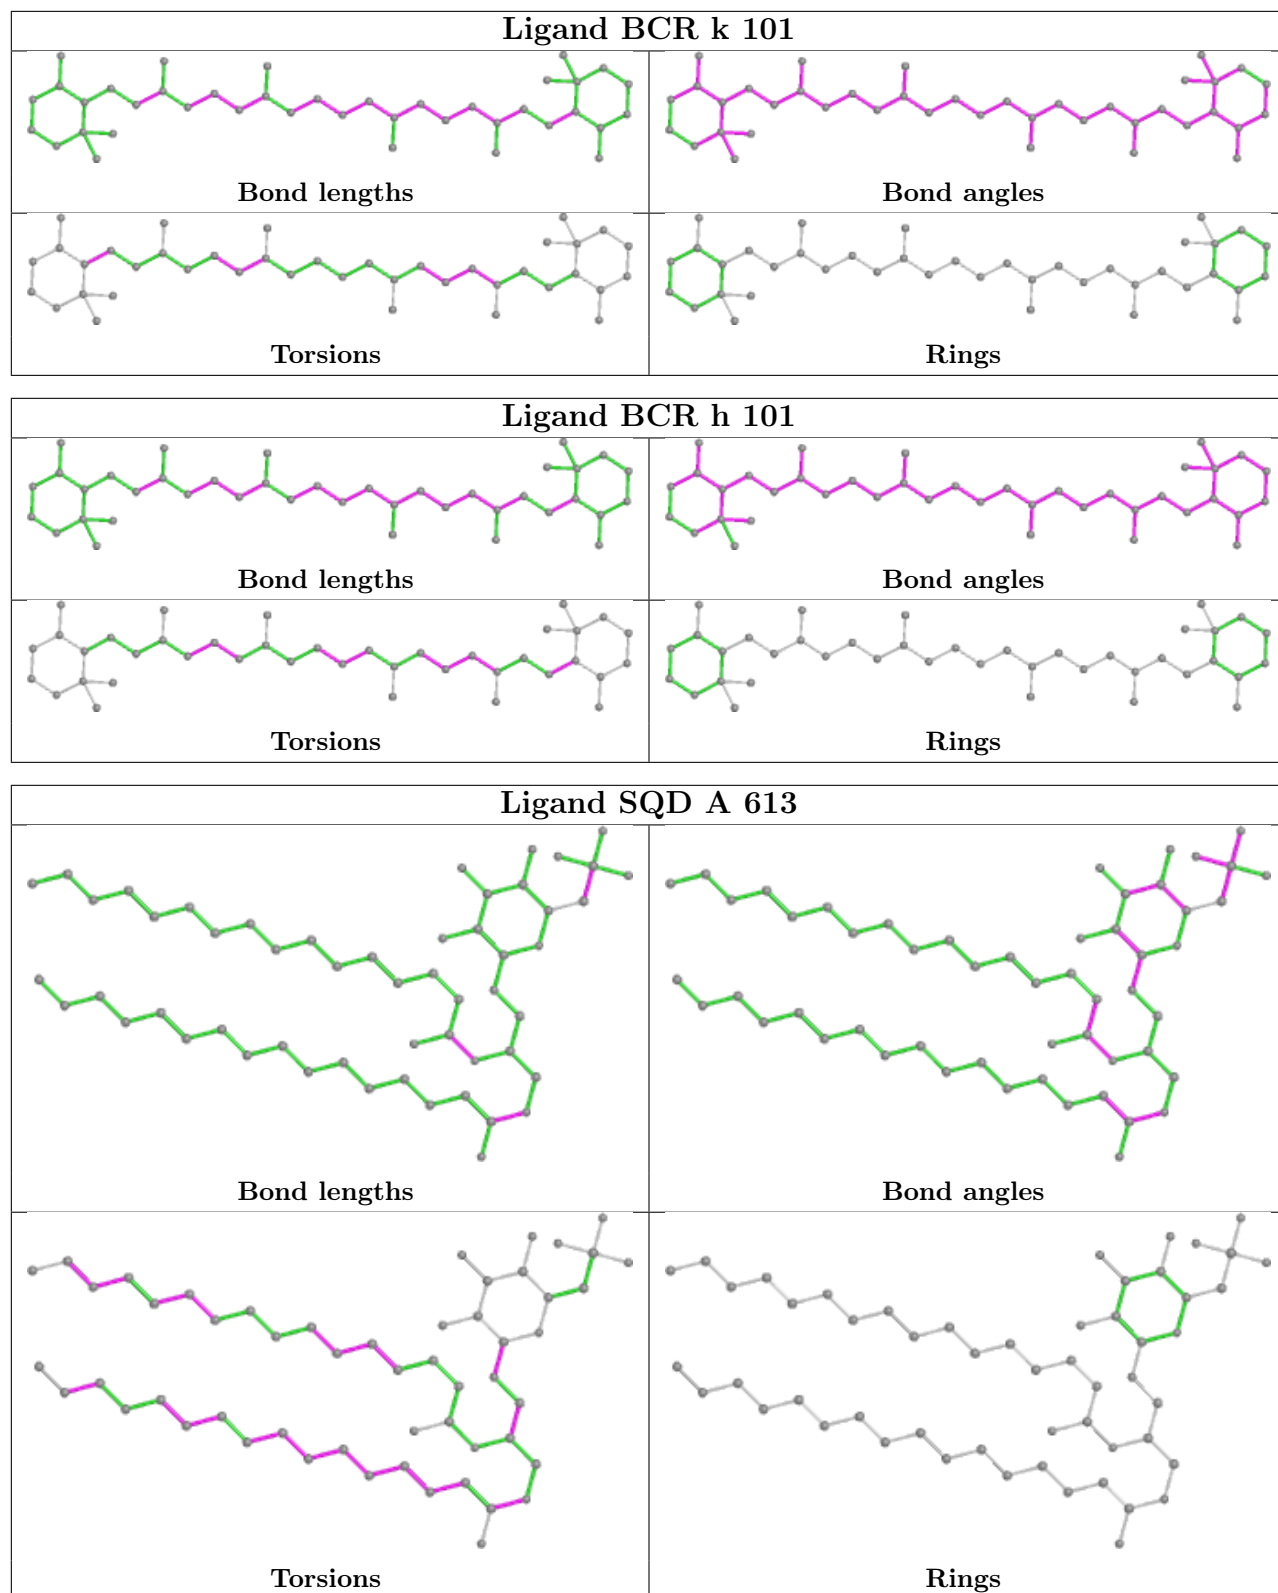 Ligand BCR k 101
Bond lengths
Bond angles
Torsions
Rings
Ligand BCR h 101
Bond lengths
Bond angles
Torsions
Rings
Ligand SQD A 613
Bond lengths
Bond angles
Torsions
Rings